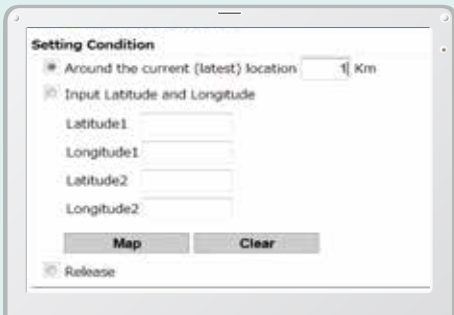 Setting Condition
Around the current (latest) location 1 Km
Input Latitude and Longitude
Latitude1
Longitude1
Latitude2
Longitude2
Map Clear
Release